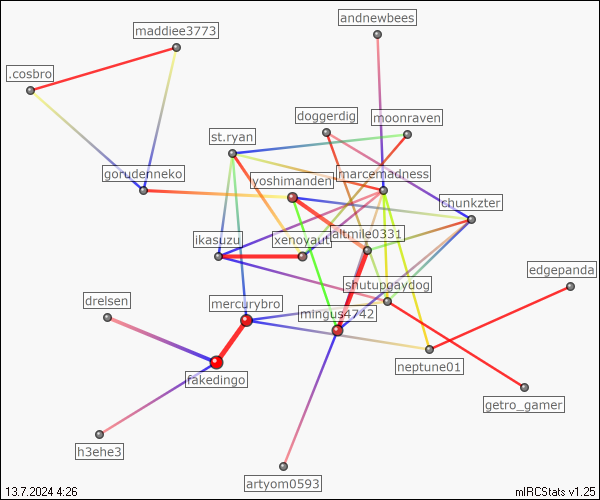 andnewbees
maddiee3773
.cosbro
doggerdig
moonraven
st.ryan
gorudenneko
yoshimanden
marcemadness
chunkzter
ikasuzu
xenoyaut
altmile0331
edgepanda
shutupgaydog
drelsen
mercurybro
mingus4742
neptune01
fakedingo
getro_gamer
h3ehe3
artyom0593
13.7.2024 4:26
mIRCStats v1.25